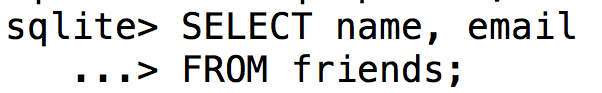 sqlite> SELECT name, email
   ...> FROM friends;